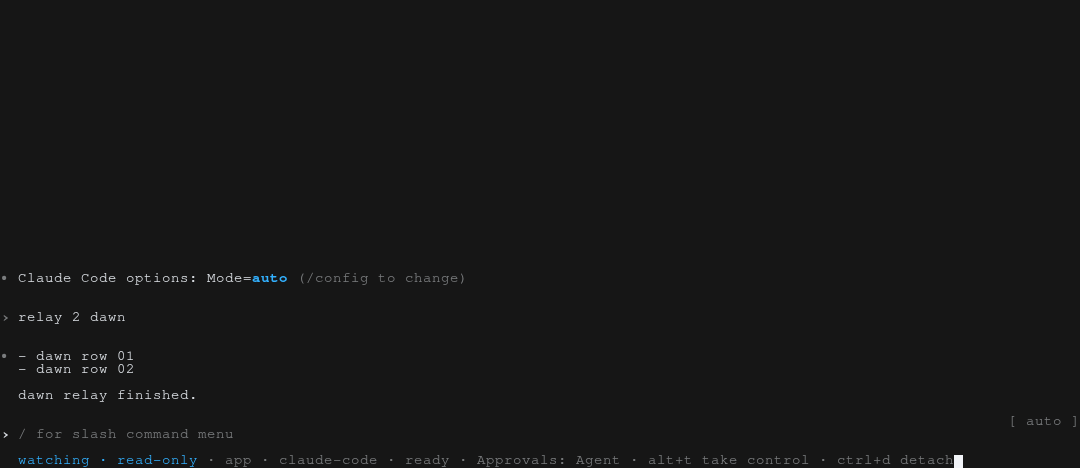 • Claude Code options: Mode=auto (/config to change)
› relay 2 dawn
• - dawn row 01
- dawn row 02
dawn relay finished.
[ auto ]
› / for slash command menu
watching · read-only · app · claude-code · ready · Approvals: Agent · alt+t take control · ctrl+d detach